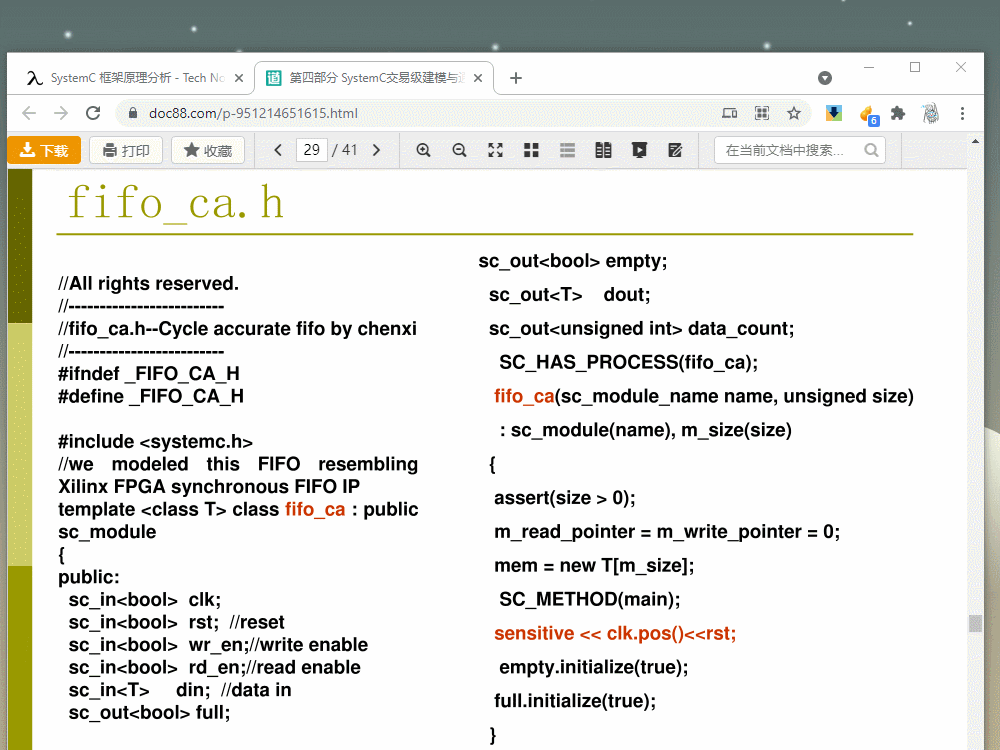 SystemC 框架原理分析 - Tech No
第四部分 SystemC交易级建模与
doc88.com/p-951214651615.html
6
下载
打印
收藏
29 / 41
在当前文档中搜索...
fifo_ca.h
//All rights reserved.
//-------------------------
//fifo_ca.h--Cycle accurate fifo by chenxi
//-------------------------
#ifndef _FIFO_CA_H
#define _FIFO_CA_H
#include <systemc.h>
//we modeled this FIFO resembling
Xilinx FPGA synchronous FIFO IP
template <class T> class fifo_ca : public
sc_module
{
public:
sc_in<bool> clk;
sc_in<bool> rst; //reset
sc_in<bool> wr_en;//write enable
sc_in<bool> rd_en;//read enable
sc_in<T> din; //data in
sc_out<bool> full;
sc_out<bool> empty;
sc_out<T> dout;
sc_out<unsigned int> data_count;
SC_HAS_PROCESS(fifo_ca);
fifo_ca(sc_module_name name, unsigned size)
: sc_module(name), m_size(size)
{
assert(size > 0);
m_read_pointer = m_write_pointer = 0;
mem = new T[m_size];
SC_METHOD(main);
sensitive << clk.pos()<<rst;
empty.initialize(true);
full.initialize(true);
}